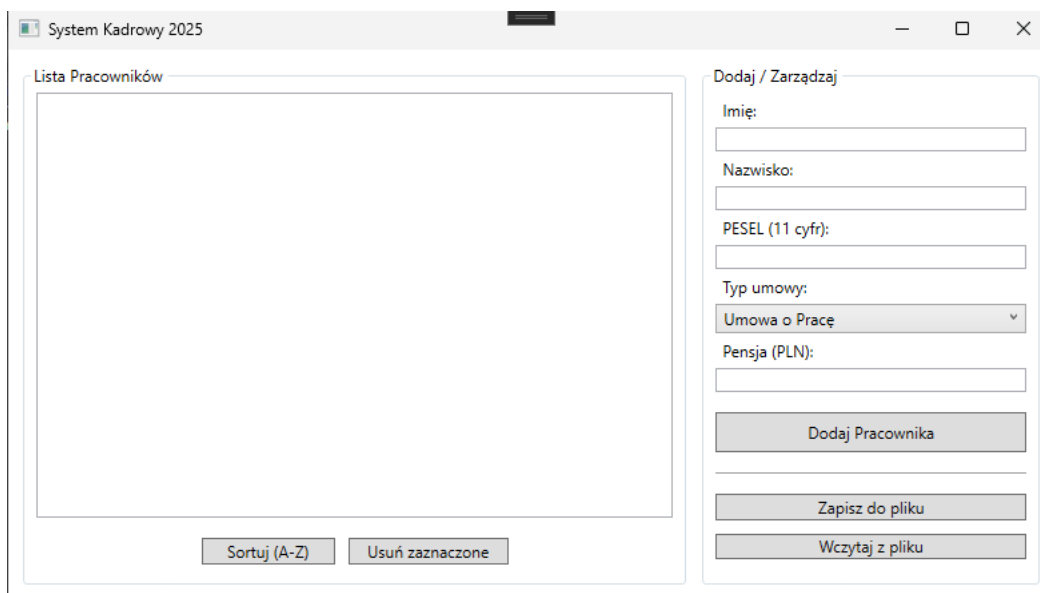 System Kadrowy 2025
Lista Pracowników
Sortuj (A-Z)
Usuń zaznaczone
Dodaj / Zarządzaj
Imię:
Nazwisko:
PESEL (11 cyfr):
Typ umowy:
Umowa o Pracę
Pensja (PLN):
Dodaj Pracownika
Zapisz do pliku
Wczytaj z pliku